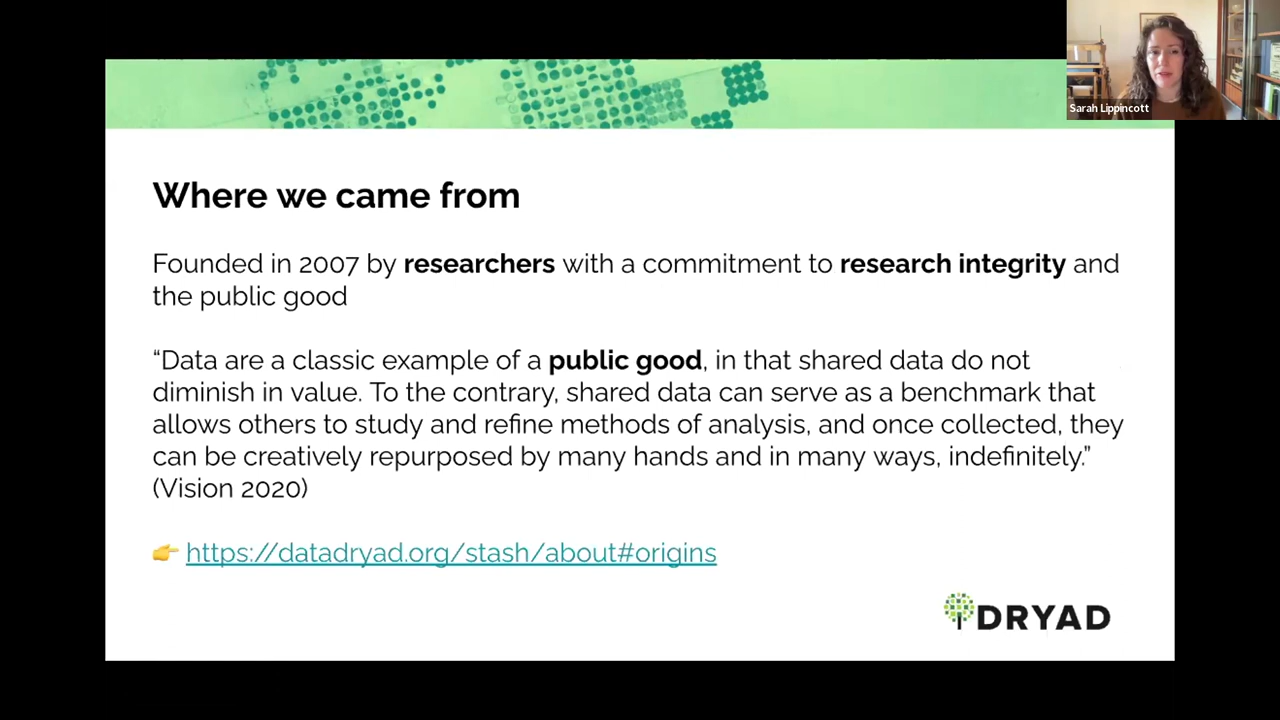 Sarah Lippincott
Where we came from
Founded in 2007 by researchers with a commitment to research integrity and
the public good
“Data are a classic example of a public good, in that shared data do not
diminish in value. To the contrary, shared data can serve as a benchmark that
allows others to study and refine methods of analysis, and once collected, they
can be creatively repurposed by many hands and in many ways, indefinitely.”
(Vision 2020)
👉 https://datadryad.org/stash/about#origins
DRYAD